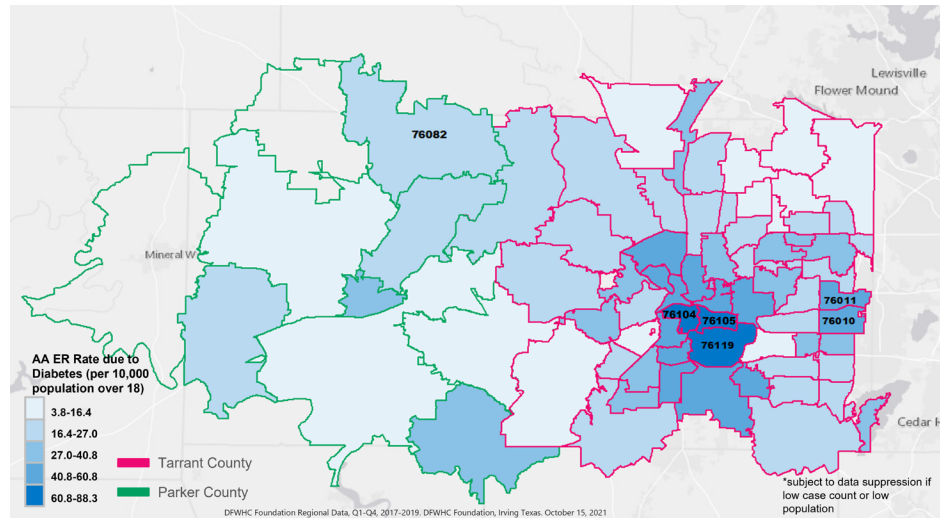 Lewisville
Flower Mound
76082
Mineral W
76011
76104
76105
76010
76119
Cedar H
AA ER Rate due to
Diabetes (per 10,000
population over 18)
3.8-16.4
16.4-27.0
27.0-40.8
40.8-60.8
60.8-88.3
Tarrant County
Parker County
*subject to data suppression if
low case count or low
population
DFWHC Foundation Regional Data, Q1-Q4, 2017-2019. DFWHC Foundation, Irving Texas. October 15, 2021